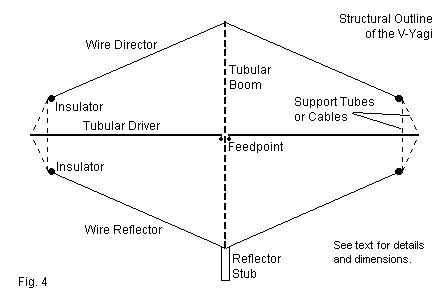 Structural Outline
of the V-Yagi
Wire Director
Tubular
Boom
Insulator
Support Tubes
or Cables
Tubular Driver
Feedpoint
Insulator
Wire Reflector
Reflector
Stub
See text for details
and dimensions.
Fig. 4